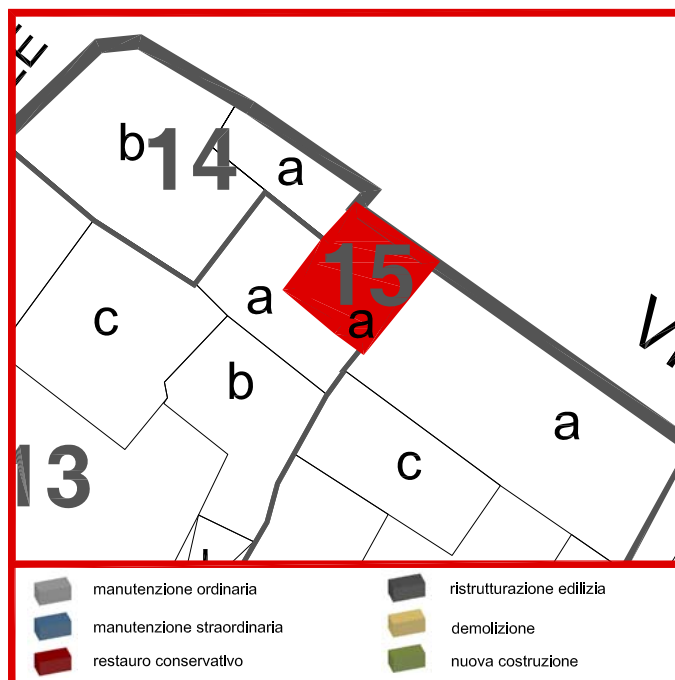 b
14
a
15
a
a
c
b
a
c
13
manutenzione ordinaria
manutenzione straordinaria
restauro conservativo
ristrutturazione edilizia
demolizione
nuova costruzione